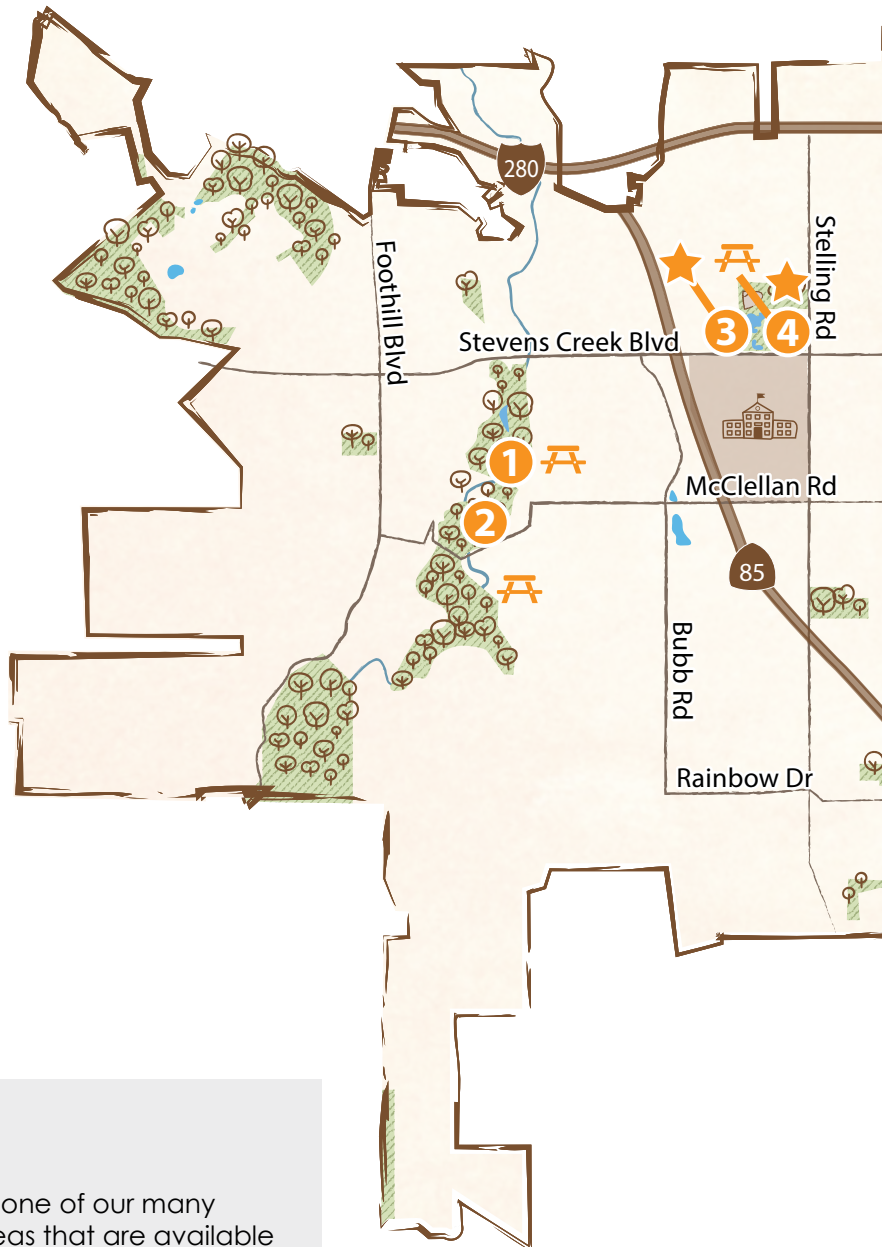 280
Foothill Blvd
Stelling Rd
3
4
Stevens Creek Blvd
1
McClellan Rd
2
85
Bubb Rd
Rainbow Dr
one of our many
eas that are available